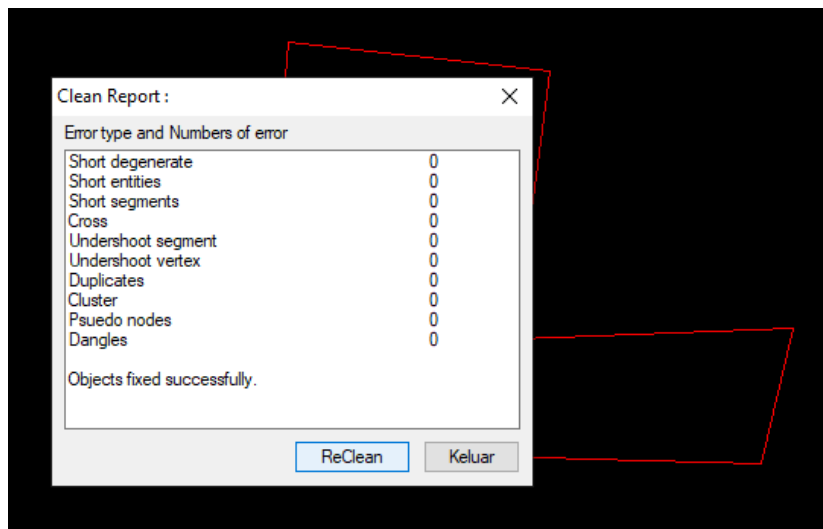 Clean Report :
Error type and Numbers of error
Short degenerate 0
Short entities 0
Short segments 0
Cross 0
Undershoot segment 0
Undershoot vertex 0
Duplicates 0
Cluster 0
Psuedo nodes 0
Dangles 0
Objects fixed successfully.
ReClean Keluar